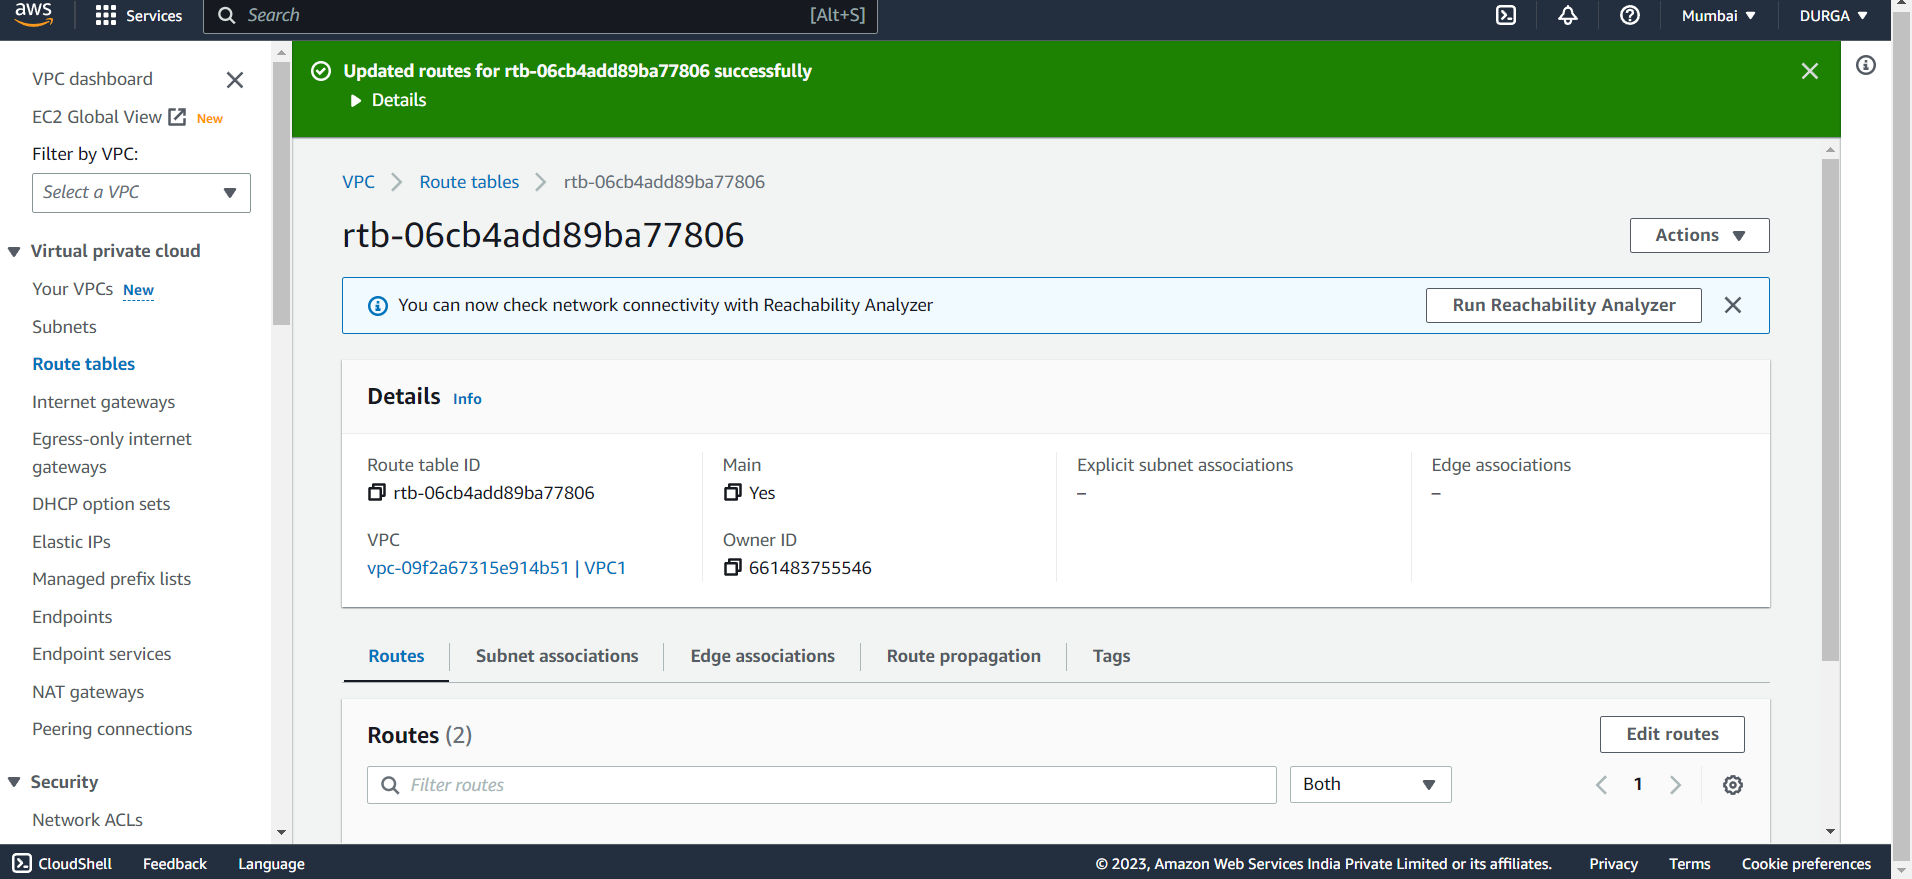 aws
Services
Search
[Alt+S]
Mumbai
DURGA
VPC dashboard
EC2 Global View New
Filter by VPC:
Select a VPC
Virtual private cloud
Your VPCs New
Subnets
Route tables
Internet gateways
Egress-only internet
gateways
DHCP option sets
Elastic IPs
Managed prefix lists
Endpoints
Endpoint services
NAT gateways
Peering connections
Security
Network ACLs
Updated routes for rtb-06cb4add89ba77806 successfully
Details
VPC
Route tables
rtb-06cb4add89ba77806
rtb-06cb4add89ba77806
Actions
You can now check network connectivity with Reachability Analyzer
Run Reachability Analyzer
Details Info
Route table ID
rtb-06cb4add89ba77806
Main
Yes
Explicit subnet associations
–
Edge associations
–
VPC
vpc-09f2a67315e914b51 | VPC1
Owner ID
661483755546
Routes
Subnet associations
Edge associations
Route propagation
Tags
Routes (2)
Edit routes
Filter routes
Both
1
CloudShell
Feedback
Language
© 2023, Amazon Web Services India Private Limited or its affiliates.
Privacy
Terms
Cookie preferences